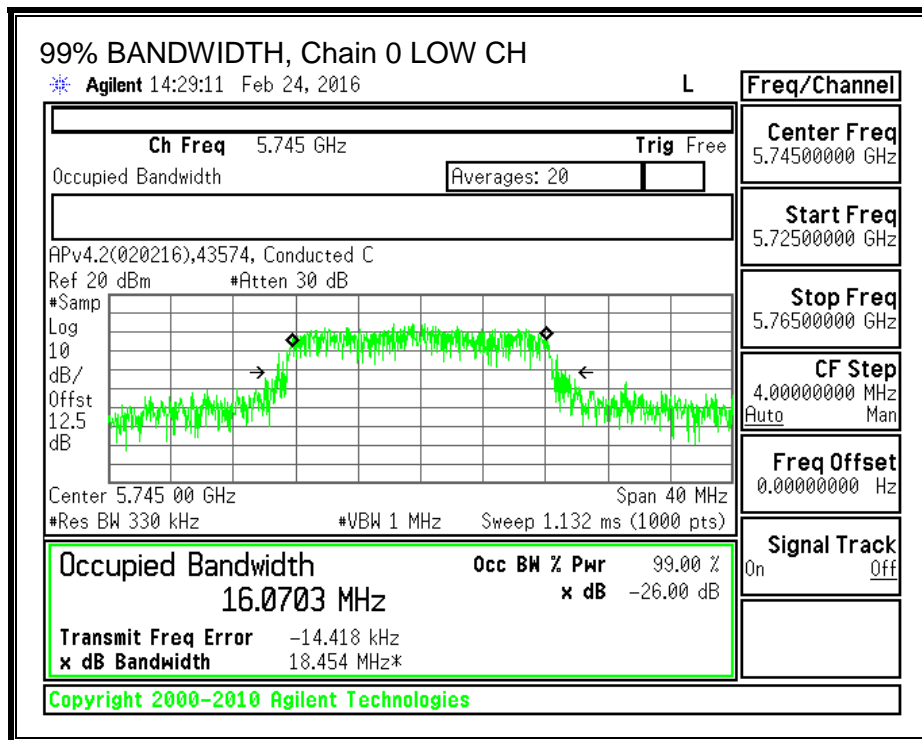 99% BANDWIDTH, Chain 0 LOW CH
Agilent 14:29:11 Feb 24, 2016 L
Freq/Channel
Ch Freq 5.745 GHz Trig Free
Occupied Bandwidth Averages: 20
APv4.2(020216),43574, Conducted C
Ref 20 dBm #Atten 30 dB
#Samp
Log
10
dB/
Offst
12.5
dB
Center 5.745 00 GHz Span 40 MHz
#Res BW 330 kHz #VBW 1 MHz Sweep 1.132 ms (1000 pts)
Occupied Bandwidth Occ BW % Pwr 99.00 %
16.0703 MHz x dB -26.00 dB
Transmit Freq Error -14.418 kHz
x dB Bandwidth 18.454 MHz*
Center Freq
5.74500000 GHz
Start Freq
5.72500000 GHz
Stop Freq
5.76500000 GHz
CF Step
4.00000000 MHz
Auto Man
Freq Offset
0.00000000 Hz
Signal Track
On Off
Copyright 2000-2010 Agilent Technologies